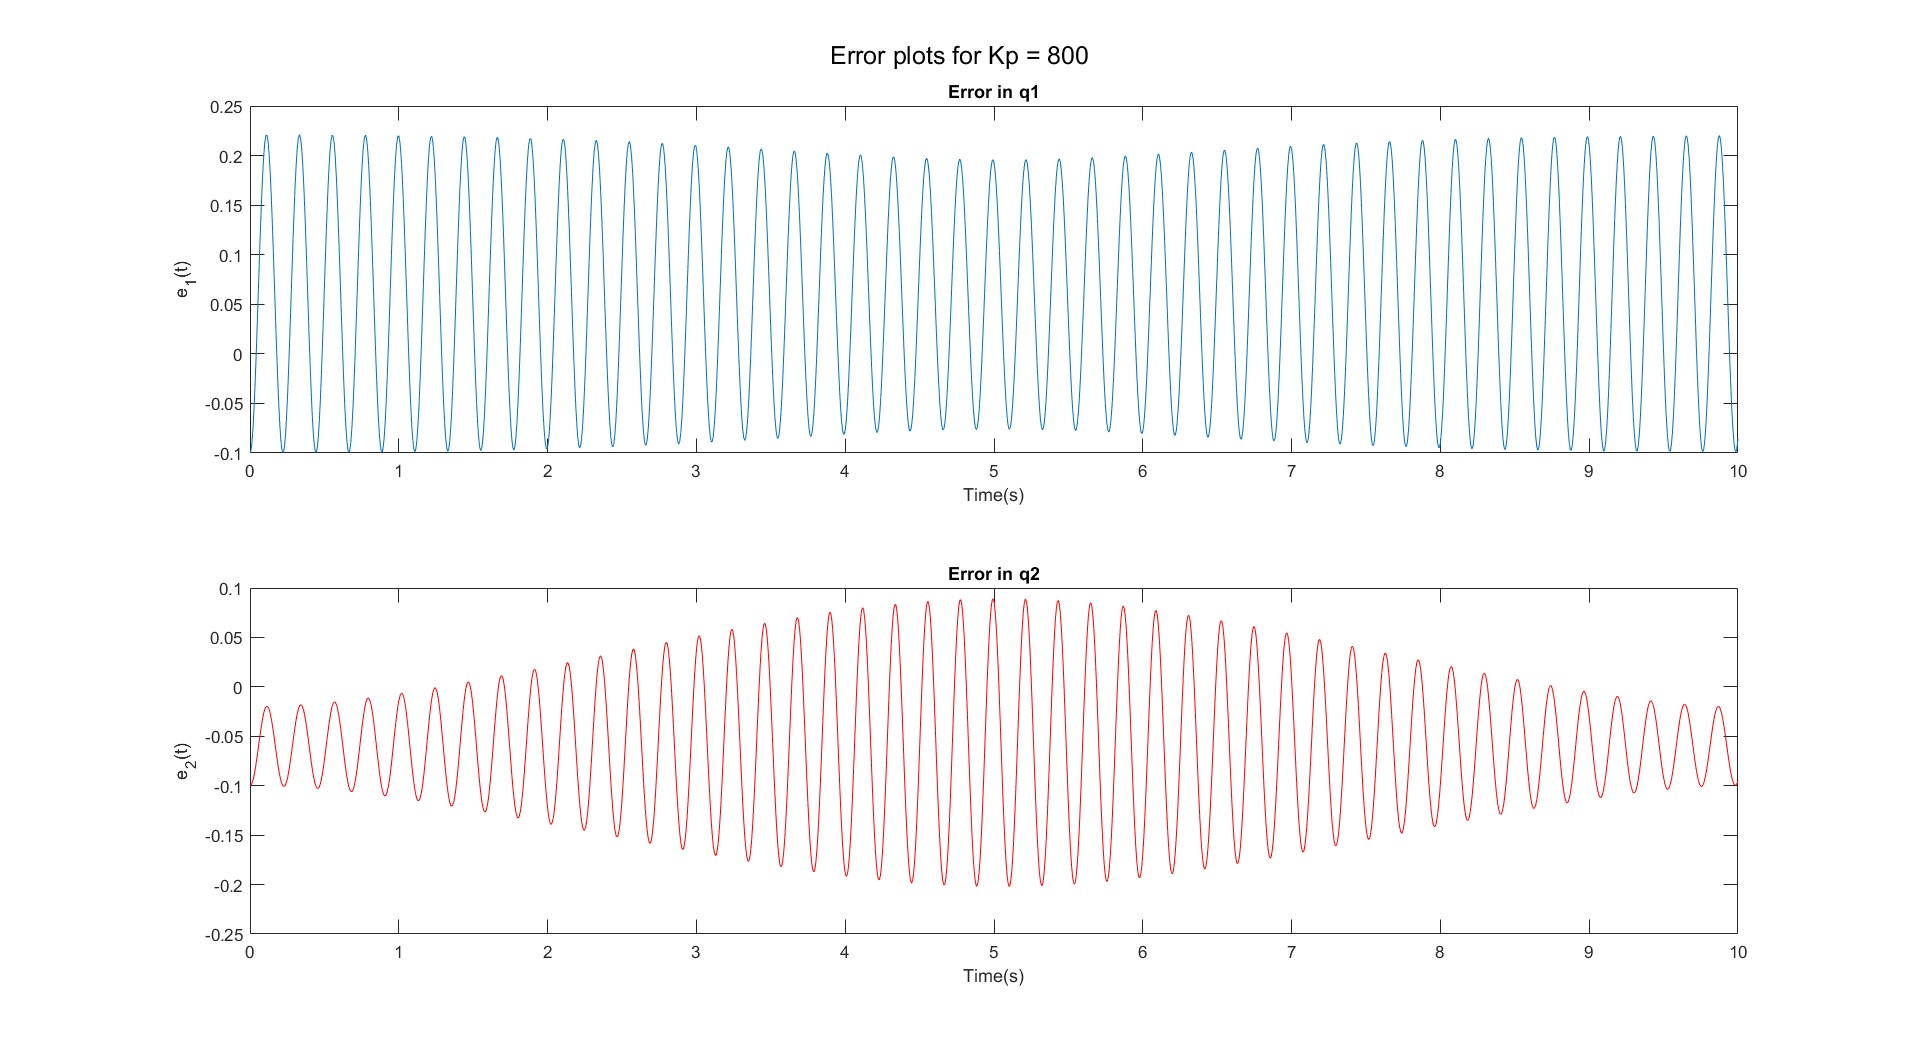 Error plots for Kp = 800
Error in q1
0.25
0.2
0.15
0.1
0.05
0
-0.05
-0.1
e1(t)
0 1 2 3 4 5 6 7 8 9 10
Time(s)
Error in q2
0.1
0.05
0
-0.05
-0.1
-0.15
-0.2
-0.25
e2(t)
0 1 2 3 4 5 6 7 8 9 10
Time(s)